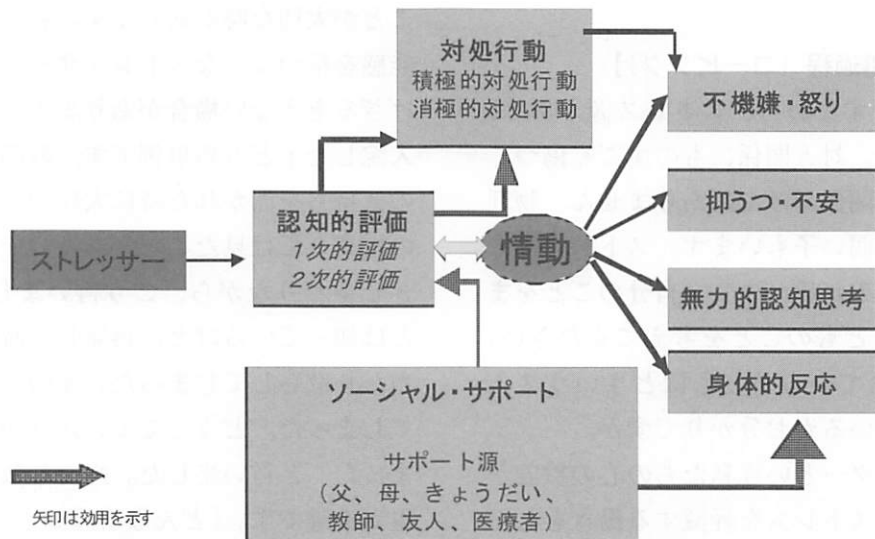 対処行動
積極的対処行動
消極的対処行動
不機嫌・怒り
認知的評価
1次的評価
2次的評価
情動
抑うつ・不安
ストレッサー
無力的認知思考
身体的反応
ソーシャル・サポート
サポート源
（父、母、きょうだい、
教師、友人、医療者）
矢印は効用を示す